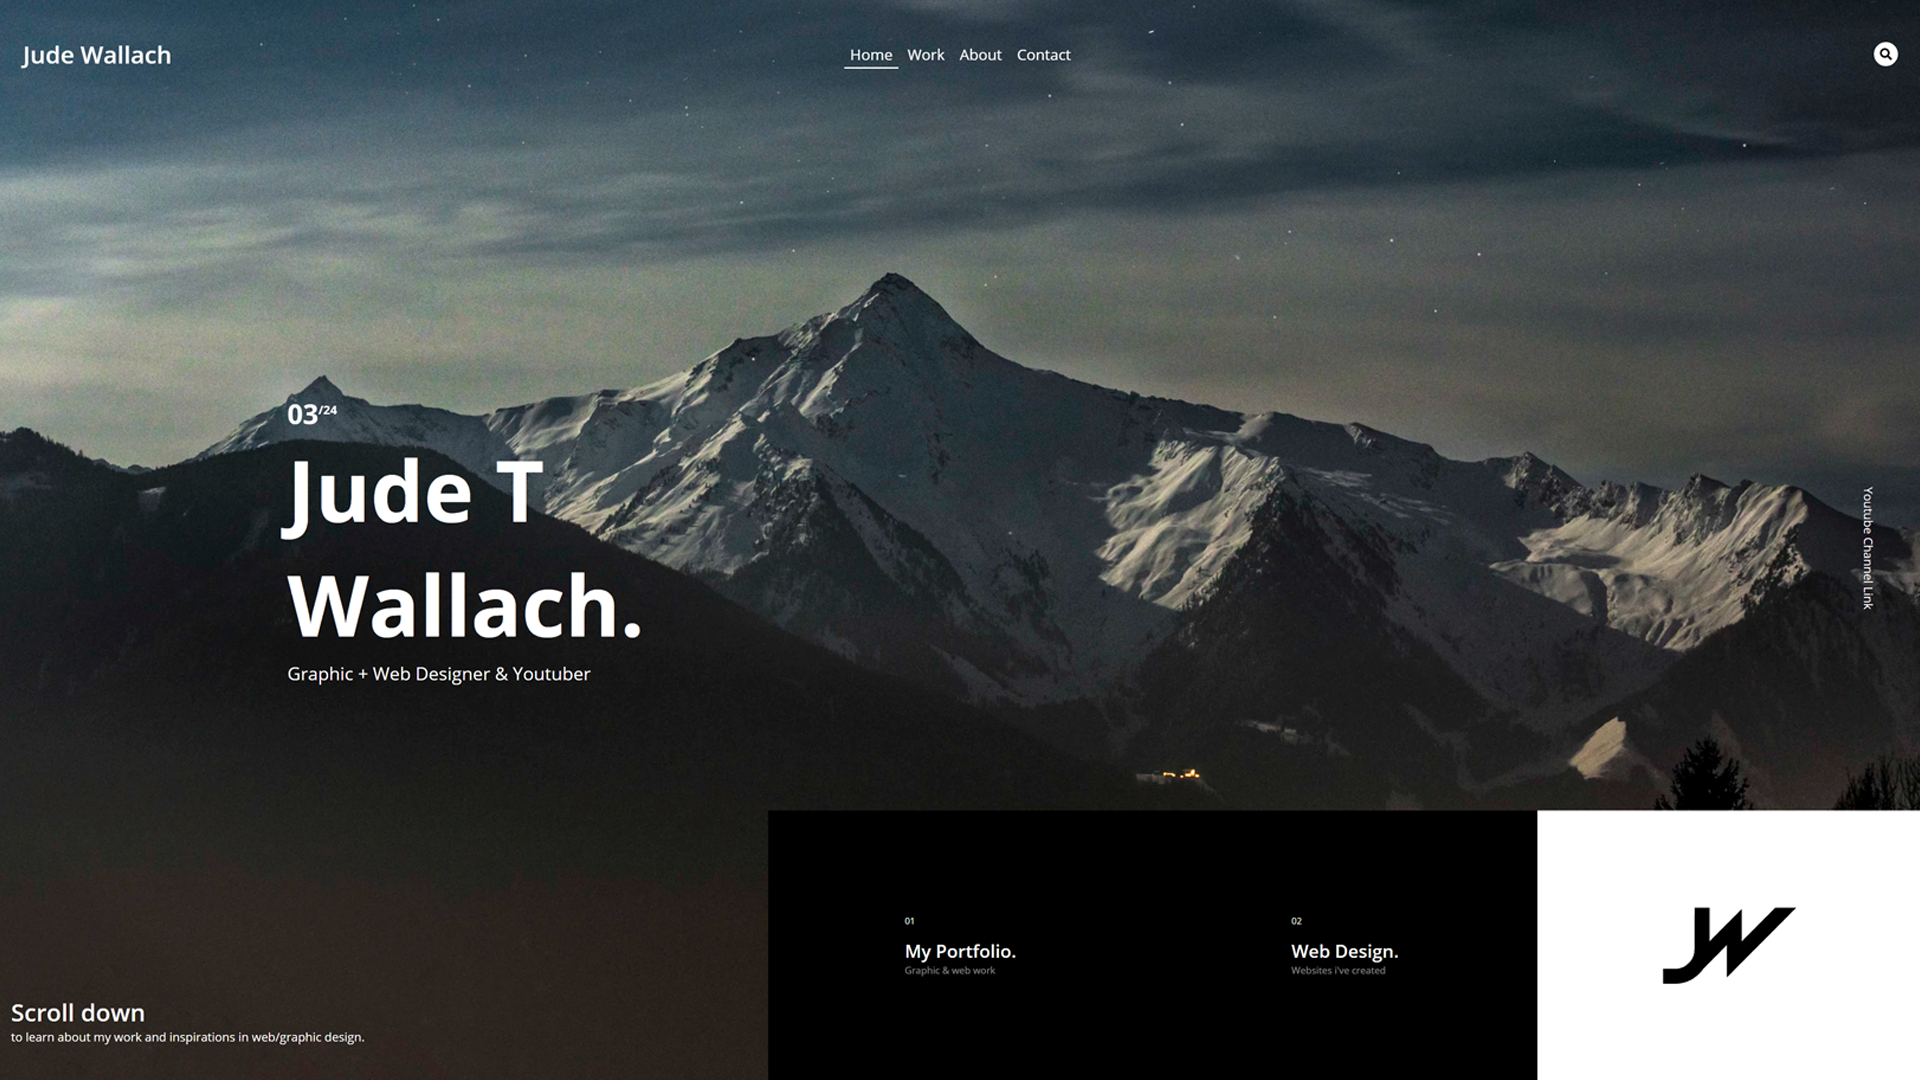 Jude Wallach
Home Work About Contact
03/24
Jude T
Wallach.
Graphic + Web Designer & Youtuber
Youtube Channel Link
01
My Portfolio.
Graphic & web work
02
Web Design.
Websites i've created
JW
Scroll down
to learn about my work and inspirations in web/graphic design.